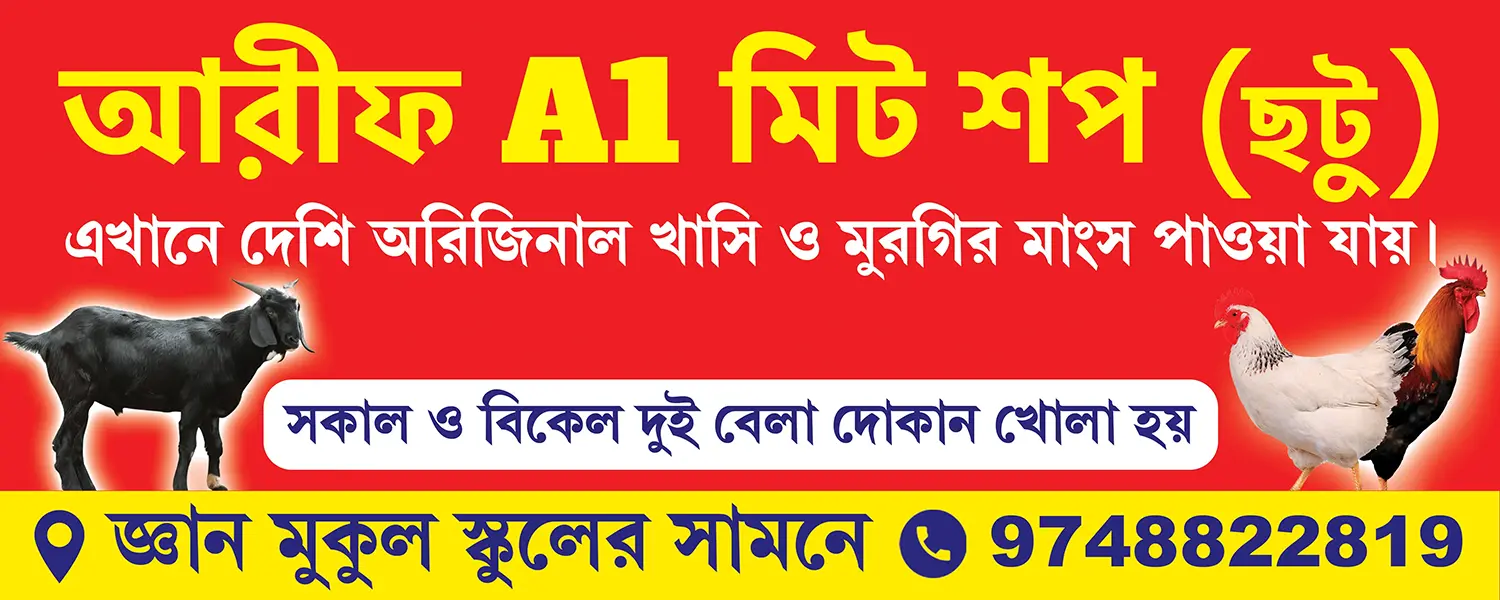 আরীফ A1 মিট শপ (ছটু)
এখানে দেশি অরিজিনাল খাসি ও মুরগির মাংস পাওয়া যায়।
সকাল ও বিকেল দুই বেলা দোকান খোলা হয়
জ্ঞান মুকুল স্কুলের সামনে 9748822819